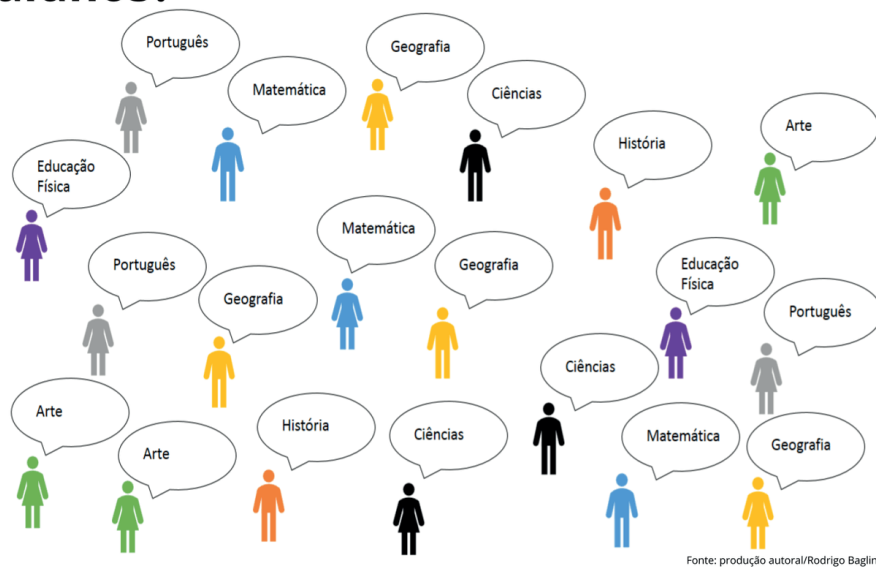 Português
Geografia
Matemática
Ciências
História
Arte
Educação
Física
Matemática
Português
Geografia
Geografia
Educação
Física
Português
Ciências
Arte
Arte
História
Ciências
Matemática
Geografia
Fonte: produção autoral/Rodrigo Baglin